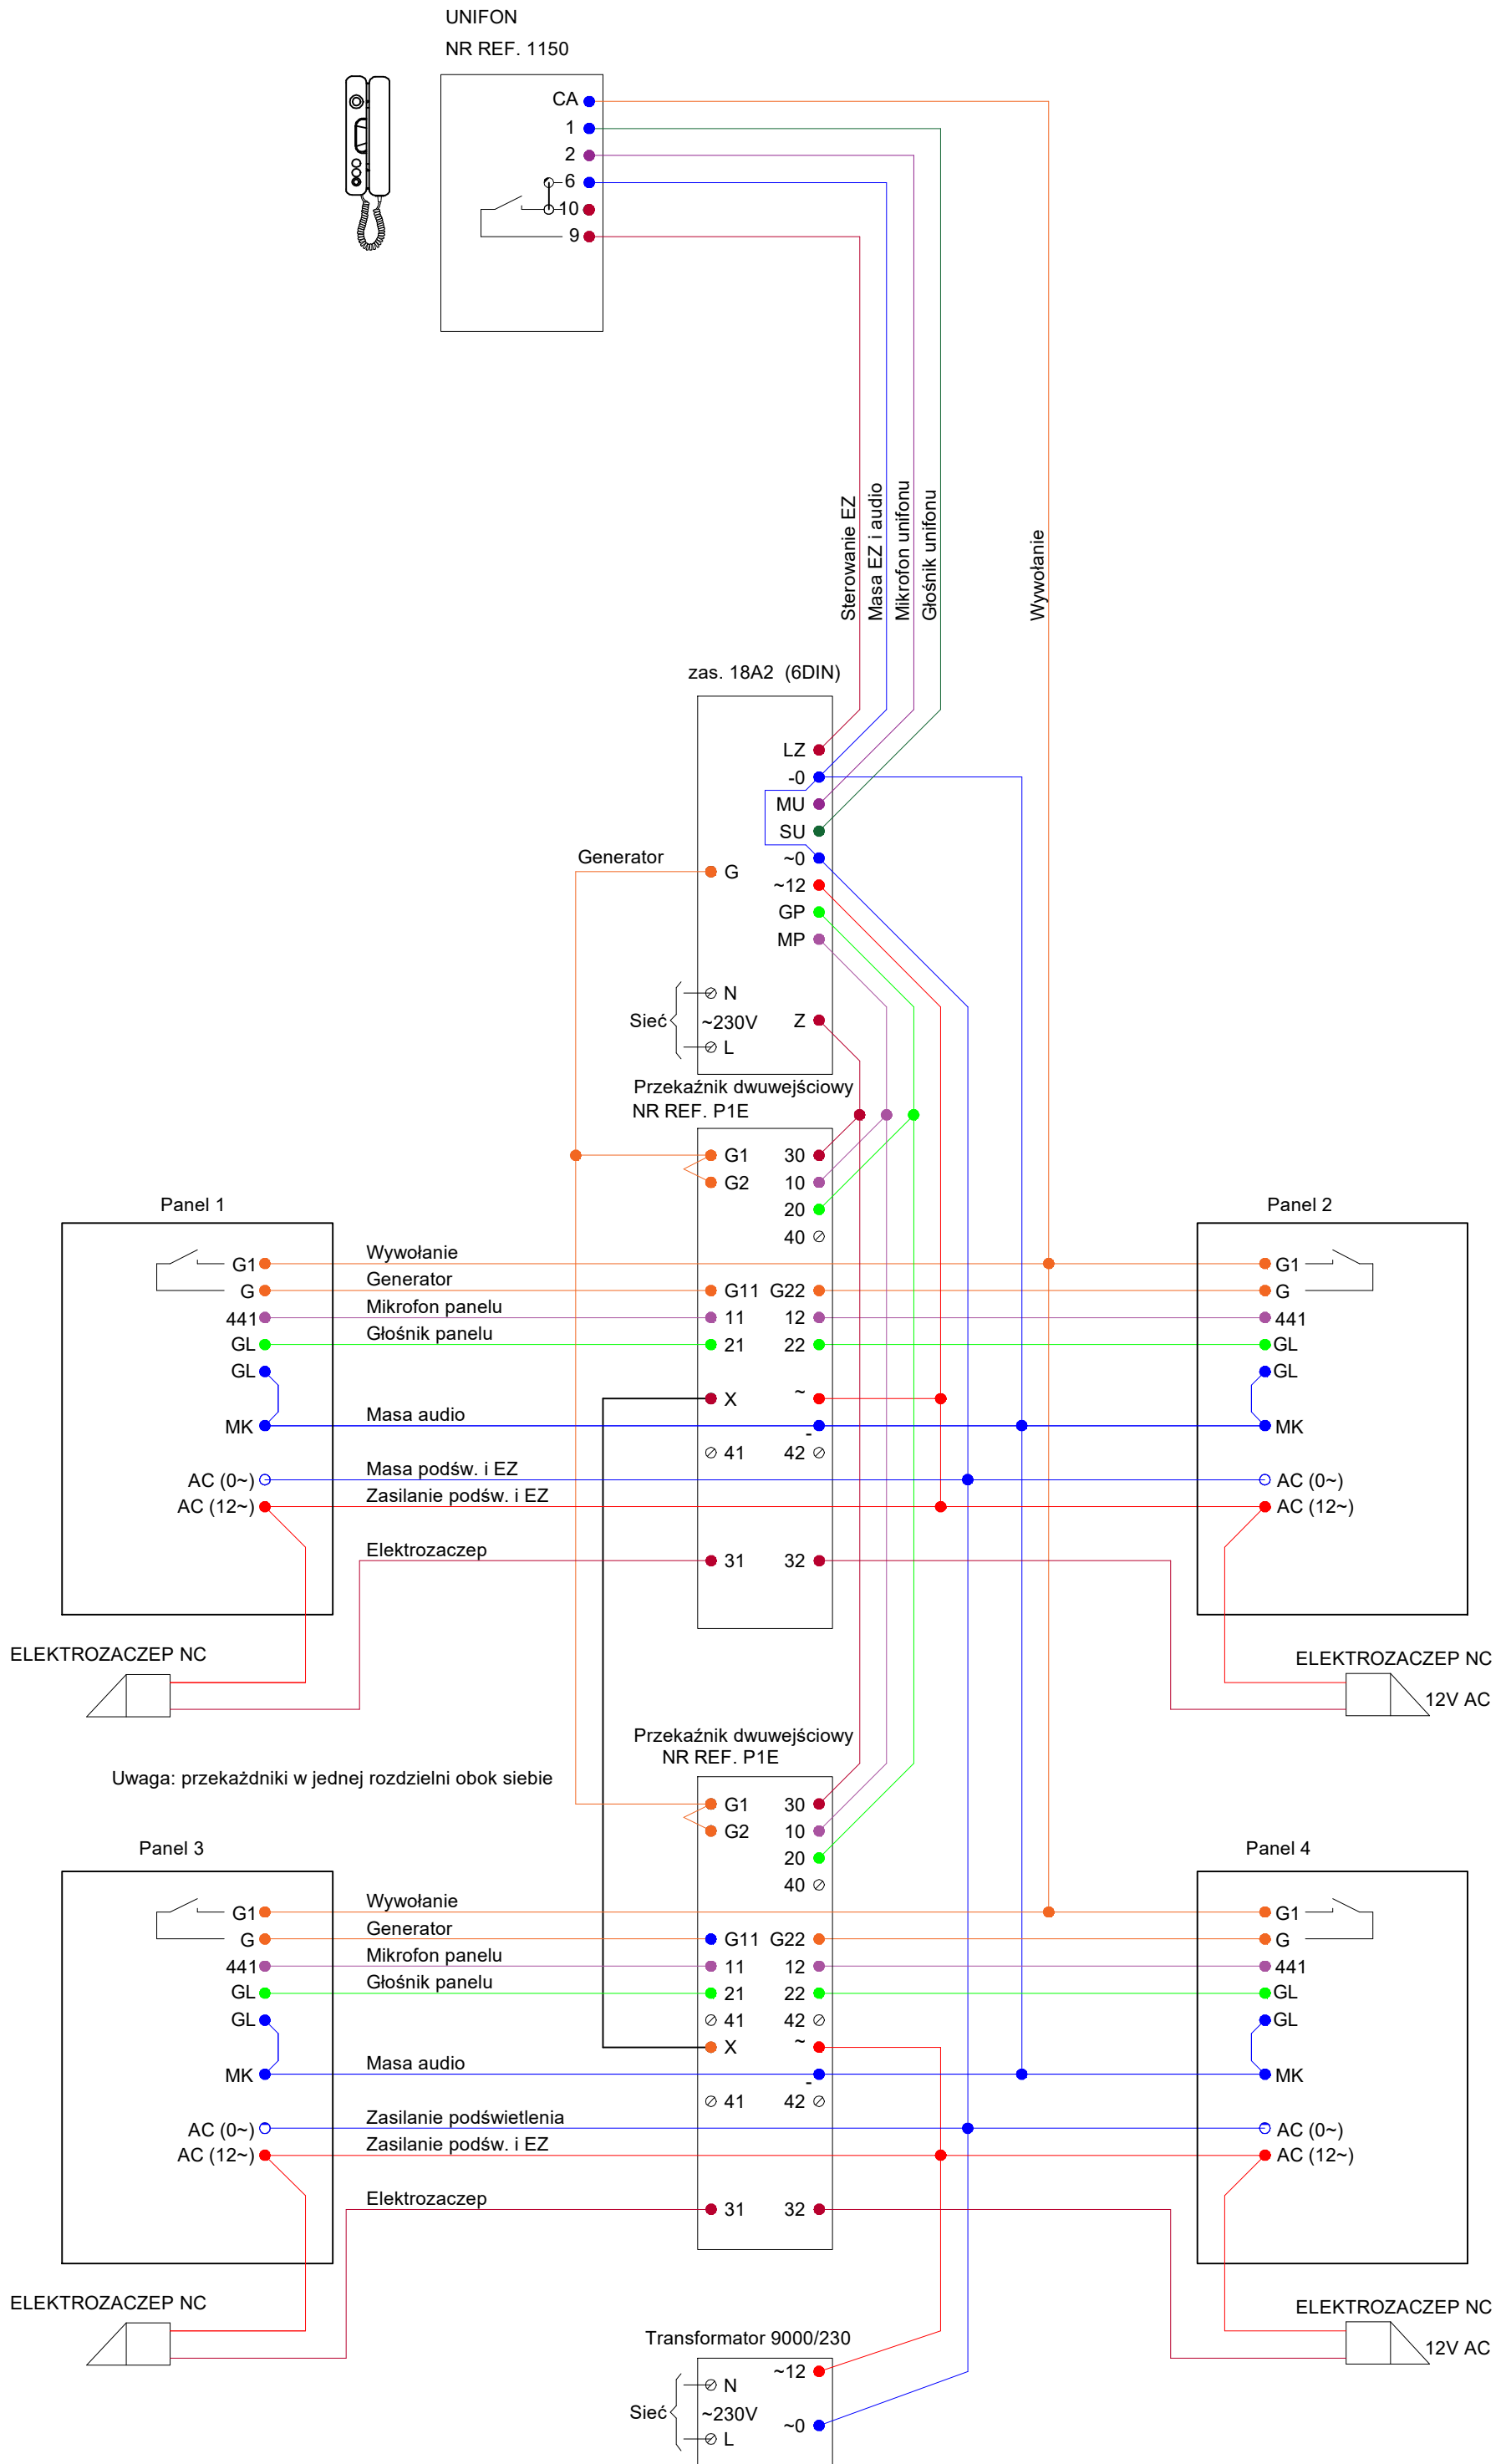 UNIFON
NR REF. 1150
CA
1
2
6
10
9
Sterowanie EZ
Masa EZ i audio
Mikrofon unifonu
Głośnik unifonu
Wywołanie
zas. 18A2 (6DIN)
LZ
-0
MU
SU
~0
Generator
G
~12
GP
MP
N
Sieć
~230V
Z
L
Przekaźnik dwuwejściowy
NR REF. P1E
G1 30
G2 10
20
40
Panel 1
Panel 2
Wywołanie
G1
G1
Generator
G
G11 G22
G
Mikrofon panelu
441
11 12
441
Głośnik panelu
GL
21 22
GL
GL
GL
X ~
Masa audio
MK
-
MK
41 42
Masa podśw. i EZ
AC (0~)
AC (0~)
Zasilanie podśw. i EZ
AC (12~)
AC (12~)
Elektrozaczep
31 32
ELEKTROZACZEP NC
ELEKTROZACZEP NC
12V AC
Przekaźnik dwuwejściowy
NR REF. P1E
Uwaga: przekażdniki w jednej rozdzielni obok siebie
G1 30
G2 10
20
40
Panel 3
Panel 4
Wywołanie
G1
G1
Generator
G
G11 G22
G
Mikrofon panelu
441
11 12
441
Głośnik panelu
GL
21 22
GL
GL
41 42
GL
X ~
Masa audio
MK
-
MK
41 42
Zasilanie podświetlenia
AC (0~)
AC (0~)
Zasilanie podśw. i EZ
AC (12~)
AC (12~)
Elektrozaczep
31 32
ELEKTROZACZEP NC
ELEKTROZACZEP NC
12V AC
Transformator 9000/230
~12
N
Sieć
~230V
~0
L